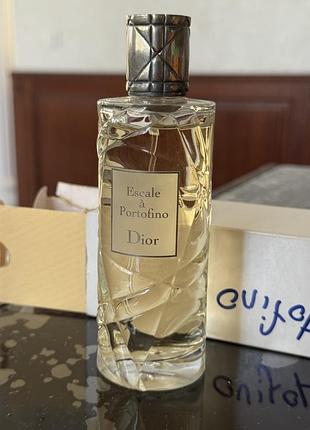 Escale
à
Portofino
Dior